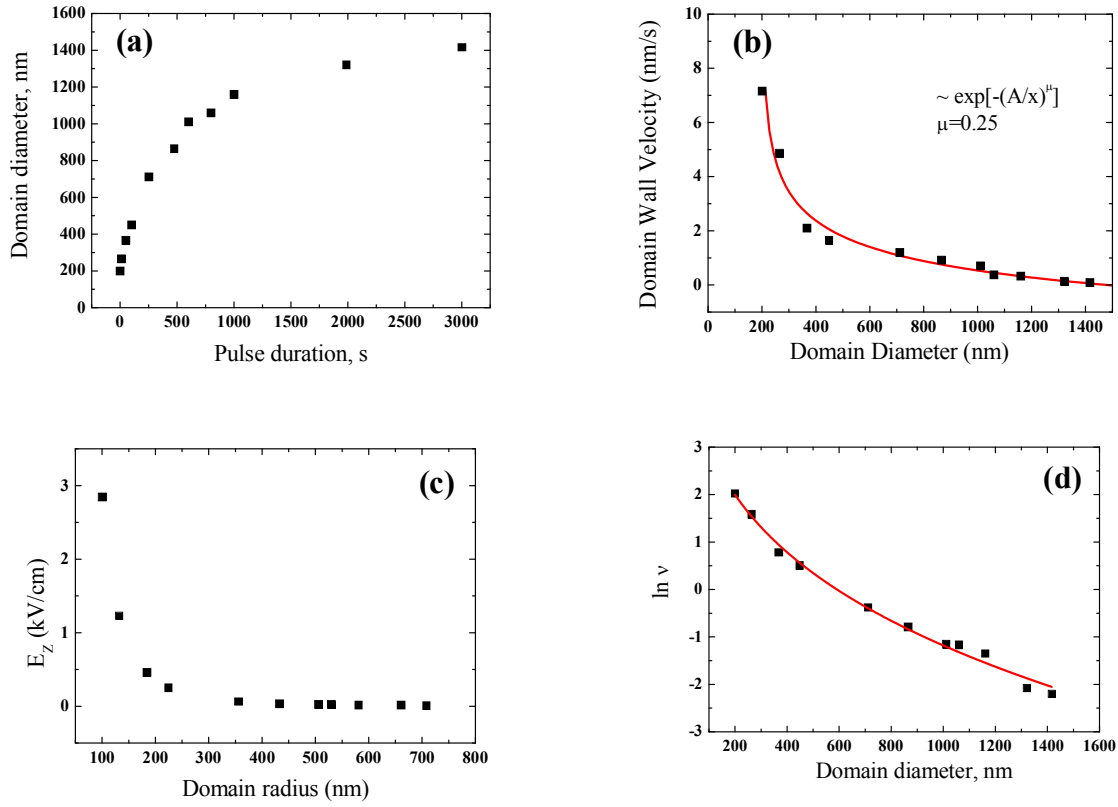 (a)
Domain diameter, nm
1600
1400
1200
1000
800
600
400
200
0
0 500 1000 1500 2000 2500 3000
Pulse duration, s
(b)
Domain Wall Velocity (nm/s)
10
8
6
4
2
0
~ exp[-(A/x)^μ]
μ=0.25
0 200 400 600 800 1000 1200 1400
Domain Diameter (nm)
(c)
E_Z (kV/cm)
3
2
1
0
100 200 300 400 500 600 700 800
Domain radius (nm)
(d)
ln ν
3
2
1
0
-1
-2
-3
200 400 600 800 1000 1200 1400 1600
Domain diameter, nm